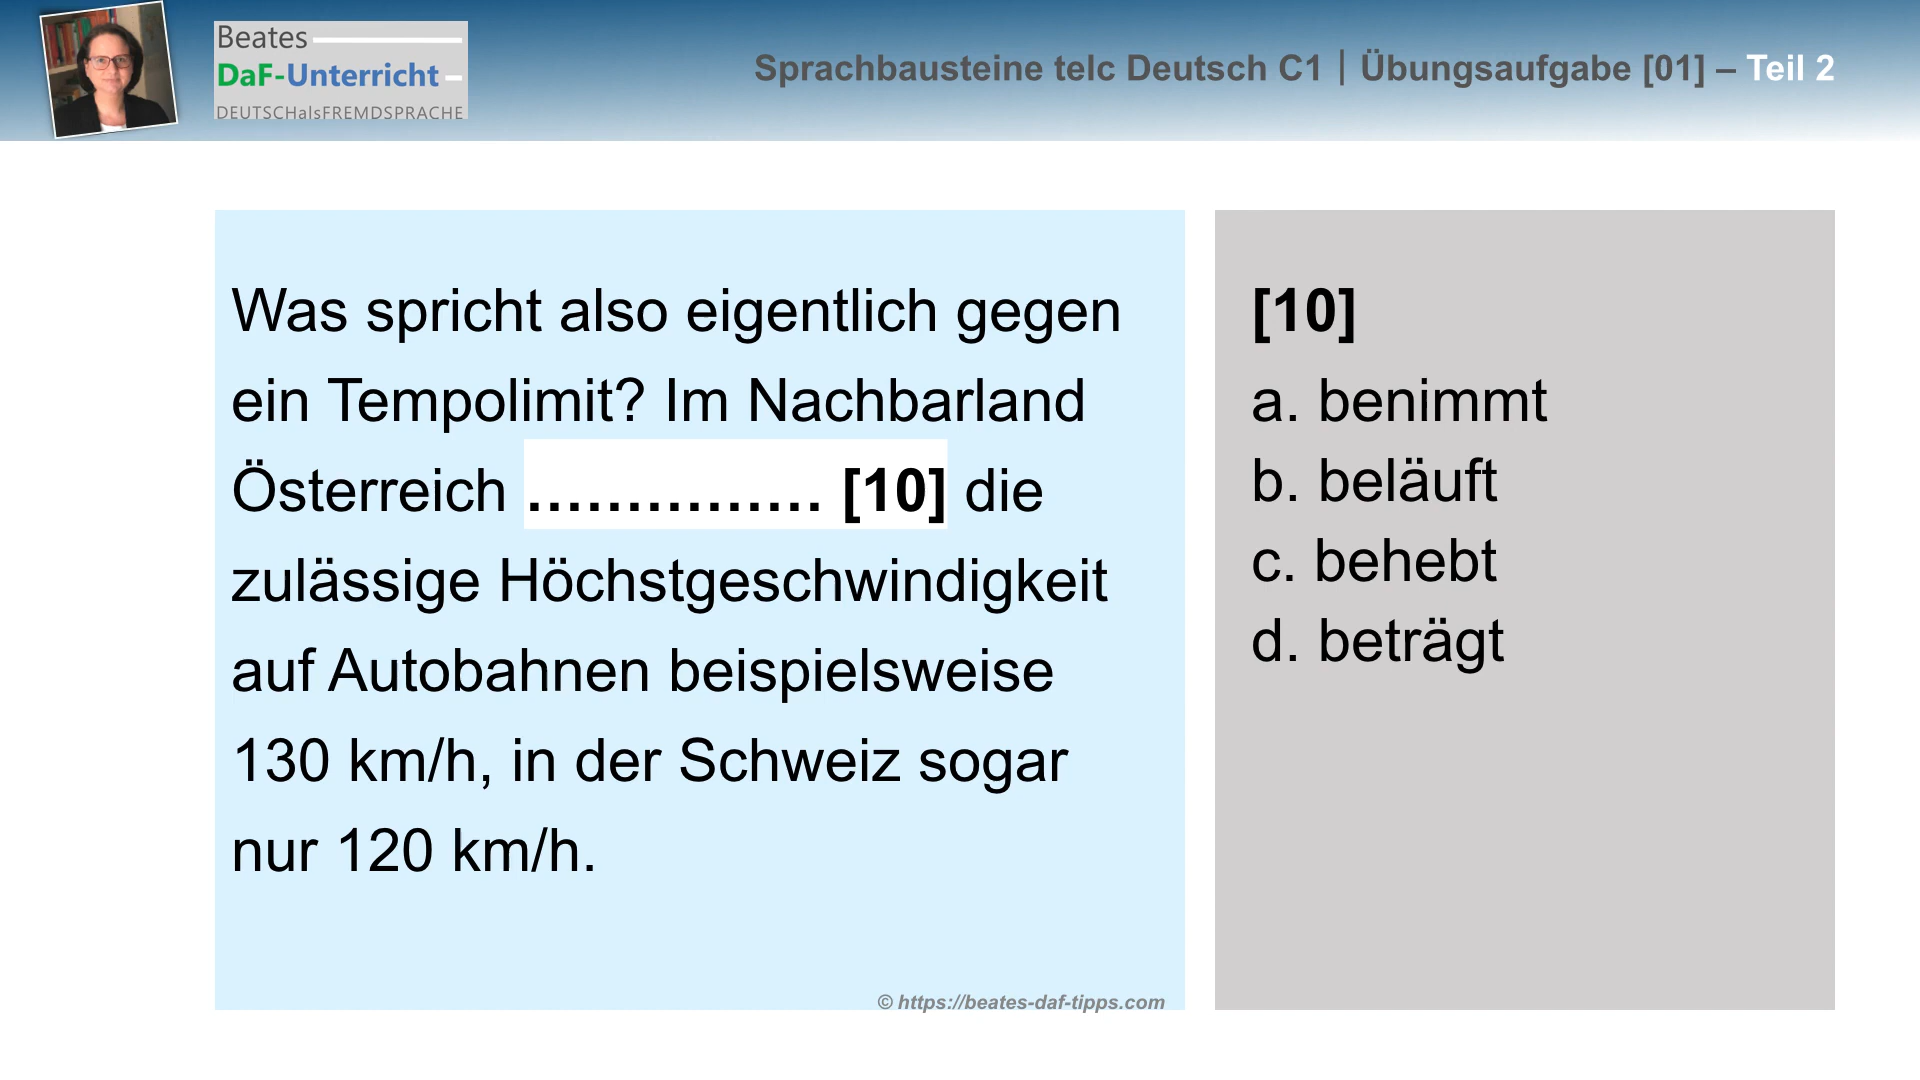 Beates
DaF-Unterricht
DEUTSCHalsFREMDSPRACHE
Sprachbausteine telc Deutsch C1 | Übungsaufgabe [01] – Teil 2
Was spricht also eigentlich gegen
ein Tempolimit? Im Nachbarland
Österreich …………… [10] die
zulässige Höchstgeschwindigkeit
auf Autobahnen beispielsweise
130 km/h, in der Schweiz sogar
nur 120 km/h.
© https://beates-daf-tipps.com
[10]
a. benimmt
b. beläuft
c. behebt
d. beträgt